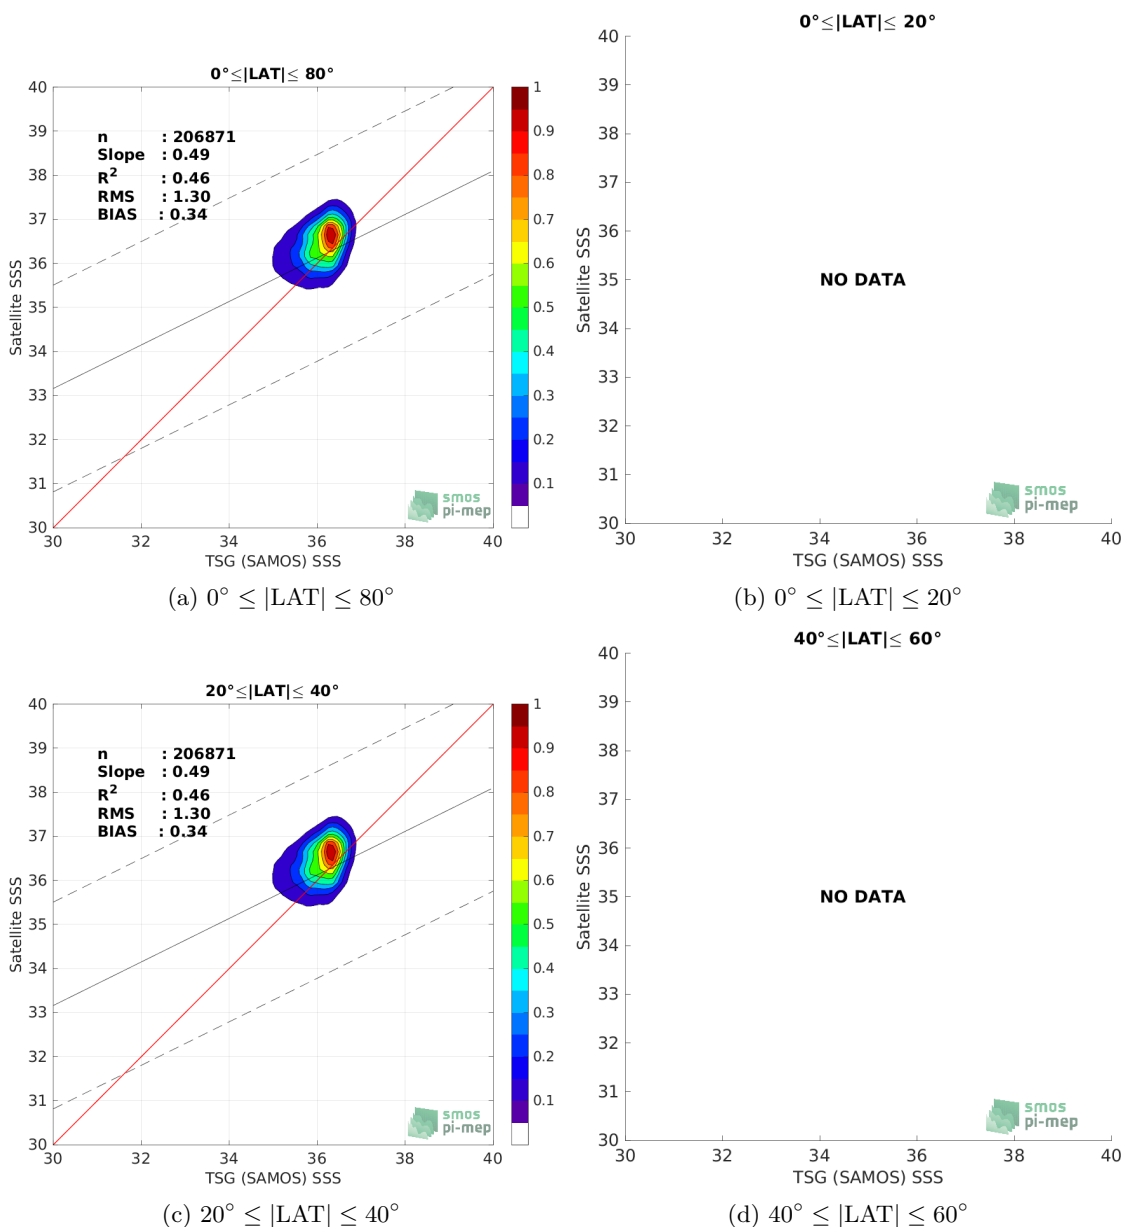 0°≤|LAT|≤ 80°
n : 206871
Slope : 0.49
R² : 0.46
RMS : 1.30
BIAS : 0.34
40
39
38
37
36
35
34
33
32
31
30
30 32 34 36 38 40
Satellite SSS
TSG (SAMOS) SSS
1
0.9
0.8
0.7
0.6
0.5
0.4
0.3
0.2
0.1
smos
pi-mep
(a) 0° ≤ |LAT| ≤ 80°
0°≤|LAT|≤ 20°
40
39
38
37
36
35
34
33
32
31
30
30 32 34 36 38 40
Satellite SSS
NO DATA
TSG (SAMOS) SSS
smos
pi-mep
(b) 0° ≤ |LAT| ≤ 20°
20°≤|LAT|≤ 40°
n : 206871
Slope : 0.49
R² : 0.46
RMS : 1.30
BIAS : 0.34
40
39
38
37
36
35
34
33
32
31
30
30 32 34 36 38 40
Satellite SSS
TSG (SAMOS) SSS
1
0.9
0.8
0.7
0.6
0.5
0.4
0.3
0.2
0.1
smos
pi-mep
(c) 20° ≤ |LAT| ≤ 40°
40°≤|LAT|≤ 60°
40
39
38
37
36
35
34
33
32
31
30
30 32 34 36 38 40
Satellite SSS
NO DATA
TSG (SAMOS) SSS
smos
pi-mep
(d) 40° ≤ |LAT| ≤ 60°